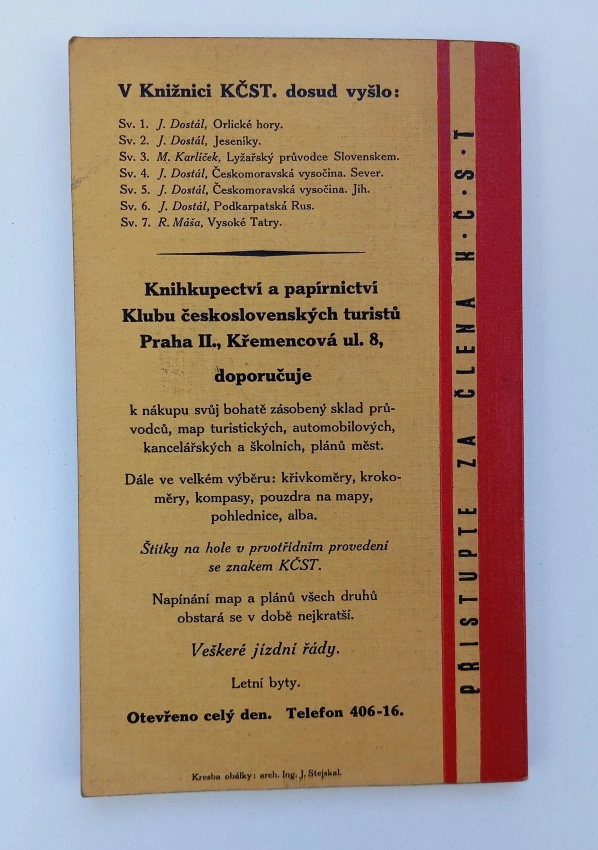 V Knižnici KČST. dosud vyšlo:
Sv. 1. J. Dostál, Orlické hory.
Sv. 2. J. Dostál, Jeseníky.
Sv. 3. M. Karlíček, Lyžařský průvodce Slovenskem.
Sv. 4. J. Dostál, Českomoravská vysočina. Sever.
Sv. 5. J. Dostál, Českomoravská vysočina. Jih.
Sv. 6. J. Dostál, Podkarpatská Rus.
Sv. 7. R. Máša, Vysoké Tatry.
Knihkupectví a papírnictví
Klubu československých turistů
Praha II., Křemencová ul. 8,
doporučuje
k nákupu svůj bohatě zásobený sklad prů-
vodců, map turistických, automobilových,
kancelářských a školních, plánů měst.
Dále ve velkém výběru: křivkoměry, kroko-
měry, kompasy, pouzdra na mapy,
pohlednice, alba.
Štítky na hole v prvotřídním provedení
se znakem KČST.
Napínání map a plánů všech druhů
obstará se v době nejkratší.
Veškeré jízdní řády.
Letní byty.
Otevřeno celý den. Telefon 406-16.
Kresba obálky: arch. Ing. J. Stejskal.
PŘISTUPTE ZA ČLENA K·Č·S·T